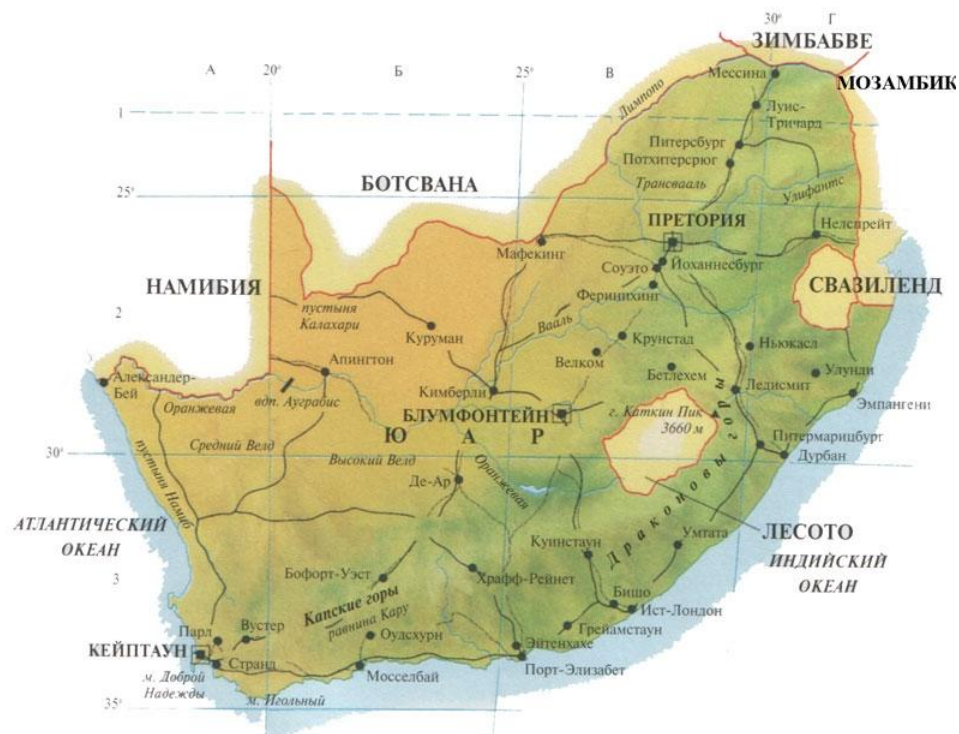 30°
Г
ЗИМБАБВЕ
А
20°
Б
25°
В
Мессина
МОЗАМБИК
Лимпопо
1
Луис-
Тричард
Питерсбург
Потхитерсрюг
БОТСВАНА
Трансвааль
Улифантс
25°
ПРЕТОРИЯ
Нелспрейт
Мафекинг
Йоханнесбург
Соуэто
НАМИБИЯ
СВАЗИЛЕНД
Феринихинг
пустыня
Калахари
2
Вааль
Куруман
Крунстад
Ньюкасл
Велком
Апингтон
Бетлехем
Улунди
Александер-
Бей
Кимберли
Ледисмит
вдп. Ауграбис
Эмпангени
Оранжевая
БЛУМФОНТЕЙН
г. Каткин Пик
3660 м
Ю А Р
Питермарицбург
Средний Велд
Дурбан
30°
Высокий Велд
пустыня Намиб
Оранжевая
Де-Ар
Драконовы горы
АТЛАНТИЧЕСКИЙ
ОКЕАН
ЛЕСОТО
Умтата
Куинстаун
ИНДИЙСКИЙ
ОКЕАН
3
Бофорт-Уэст
Храфф-Рейнет
Бишо
Капские горы
Ист-Лондон
равнина Кару
Грейамстаун
Парл
Вустер
Оудсхурн
КЕЙПТАУН
Эйтенхахе
Странд
Порт-Элизабет
Мосселбай
м. Доброй
Надежды
м. Игольный
35°